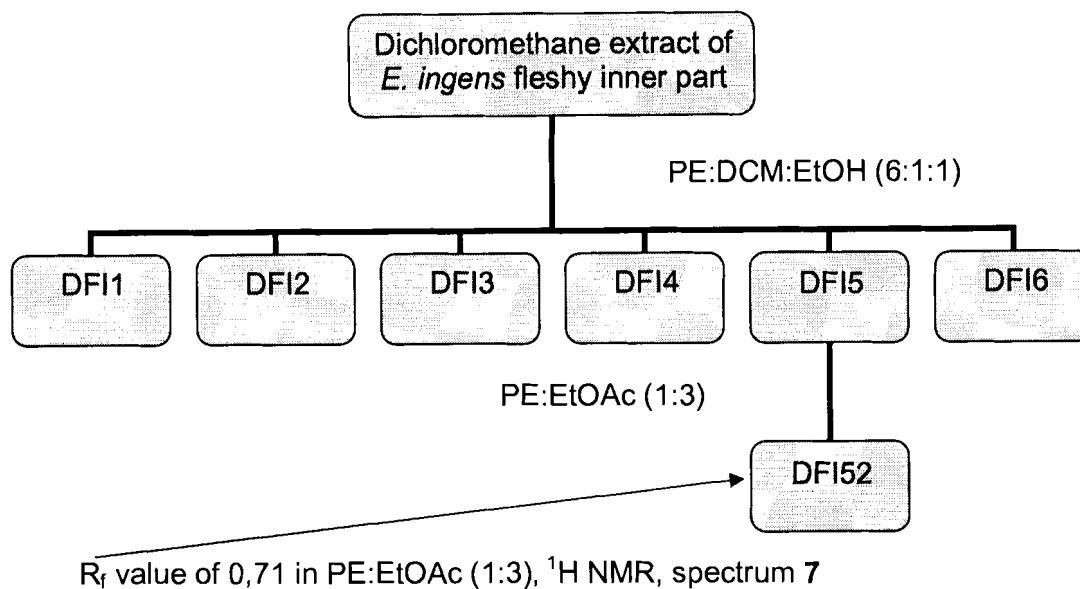 Dichloromethane extract of
E. ingens fleshy inner part
PE:DCM:EtOH (6:1:1)
DFI1 DFI2 DFI3 DFI4 DFI5 DFI6
PE:EtOAc (1:3)
DFI52
Rf value of 0,71 in PE:EtOAc (1:3), ¹H NMR, spectrum 7